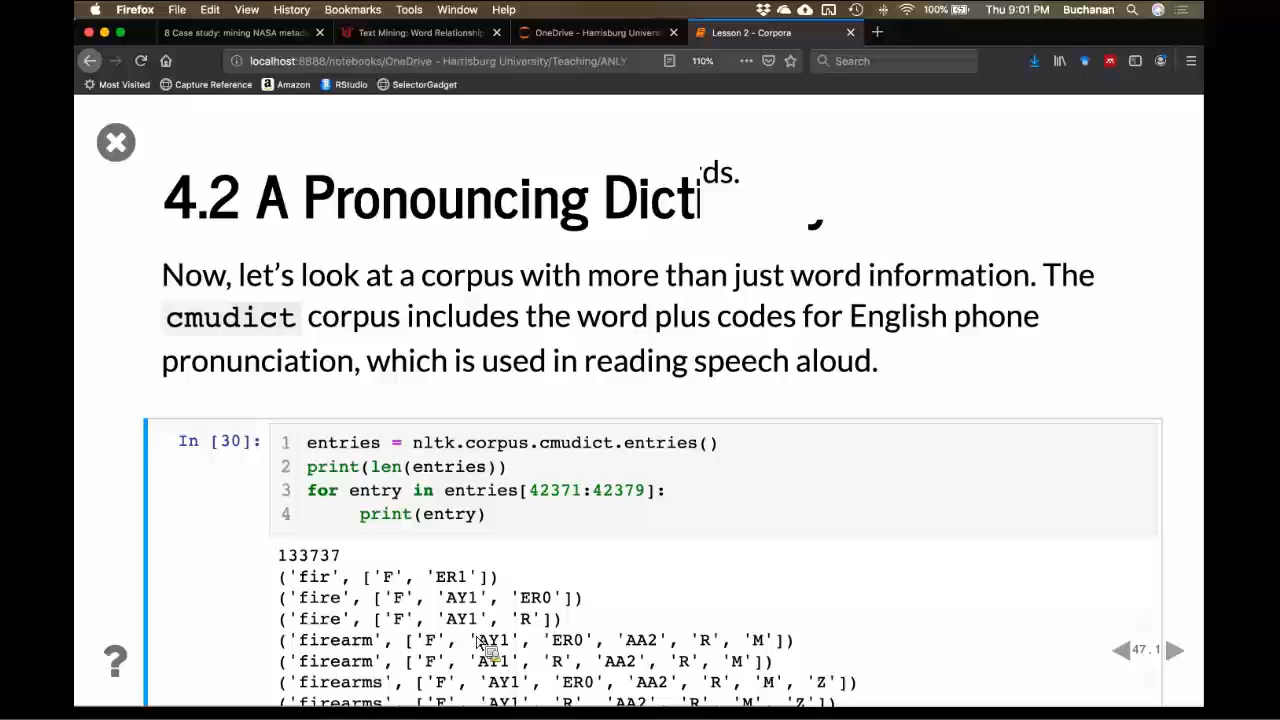 Firefox File Edit View History Bookmarks Tools Window Help 100% Thu 9:01 PM Buchanan
8 Case study: mining NASA metad Text Mining: Word Relationship OneDrive - Harrisburg Universi Lesson 2 - Corpora
localhost:8888/notebooks/OneDrive - Harrisburg University/Teaching/ANLY 110% Search
Most Visited Capture Reference Amazon RStudio SelectorGadget
ds.
4.2 A Pronouncing Dicti y
Now, let's look at a corpus with more than just word information. The
cmudict corpus includes the word plus codes for English phone
pronunciation, which is used in reading speech aloud.
In [30]: 1 entries = nltk.corpus.cmudict.entries()
2 print(len(entries))
3 for entry in entries[42371:42379]:
4 print(entry)
133737
('fir', ['F', 'ER1'])
('fire', ['F', 'AY1', 'ER0'])
('fire', ['F', 'AY1', 'R'])
('firearm', ['F', 'AY1', 'ER0', 'AA2', 'R', 'M'])
('firearm', ['F', 'AY1', 'R', 'AA2', 'R', 'M'])
('firearms', ['F', 'AY1', 'ER0', 'AA2', 'R', 'M', 'Z'])
('firearms', ['F', 'AY1', 'R', 'AA2', 'R', 'M', 'Z'])
? 47.1